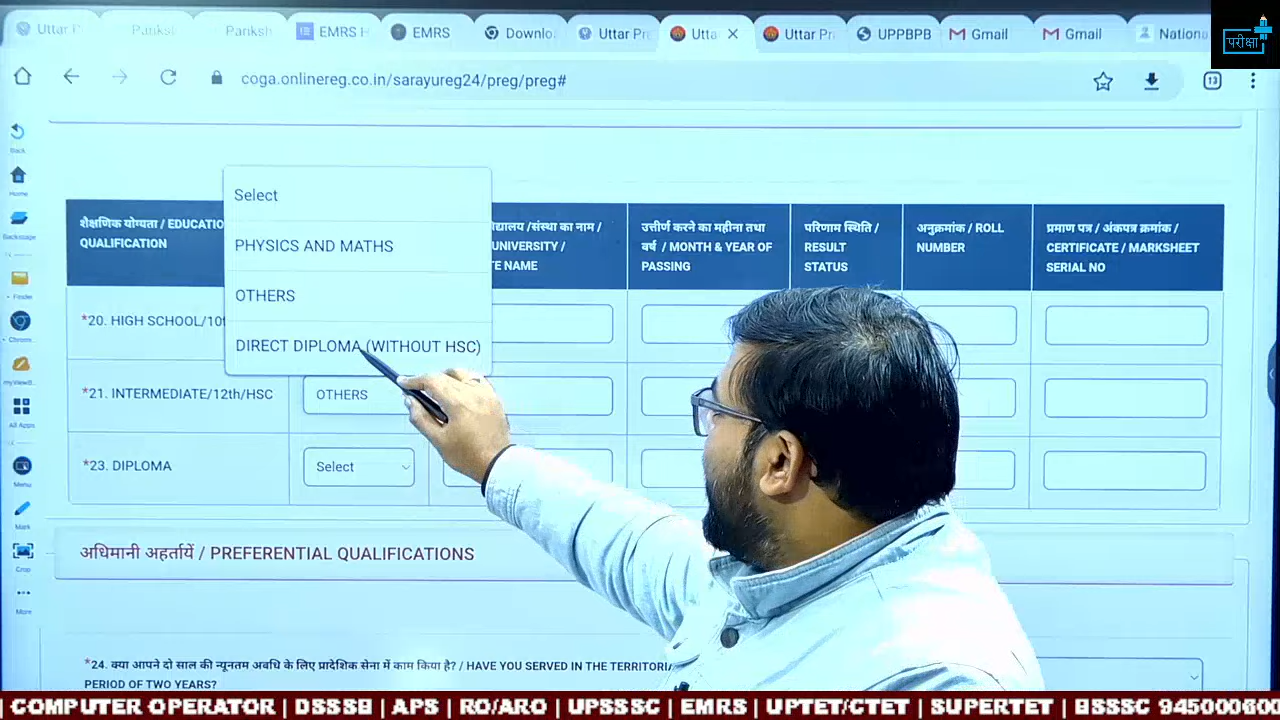 Uttar P
Pariksh
Pariksh
EMRS H
EMRS
Downlo
Uttar Pr
Utta
Uttar Pr
UPPBPB
Gmail
Gmail
Nationa
परीक्षा
coga.onlinereg.co.in/sarayureg24/preg/preg#
13
Back
Home
Backspace
Finder
Chrome
All Apps
Menu
Mark
Crop
More
Select
PHYSICS AND MATHS
OTHERS
DIRECT DIPLOMA (WITHOUT HSC)
शैक्षणिक योग्यता / EDUCATIO
QUALIFICATION
द्यालय /संस्था का नाम /
UNIVERSITY /
TE NAME
उत्तीर्ण करने का महीना तथा
वर्ष / MONTH & YEAR OF
PASSING
परिणाम स्थिति /
RESULT
STATUS
अनुक्रमांक / ROLL
NUMBER
प्रमाण पत्र / अंकपत्र क्रमांक /
CERTIFICATE / MARKSHEET
SERIAL NO
*20. HIGH SCHOOL/10t
*21. INTERMEDIATE/12th/HSC
OTHERS
*23. DIPLOMA
Select
अधिमानी अहर्तायें / PREFERENTIAL QUALIFICATIONS
*24. क्या आपने दो साल की न्यूनतम अवधि के लिए प्रादेशिक सेना में काम किया है? / HAVE YOU SERVED IN THE TERRITORIA
PERIOD OF TWO YEARS?
COMPUTER OPERATOR | DSSSB | APS | RO/ARO | UPSSSC | EMRS | UPTET/CTET | SUPERTET | BSSSC 945000600